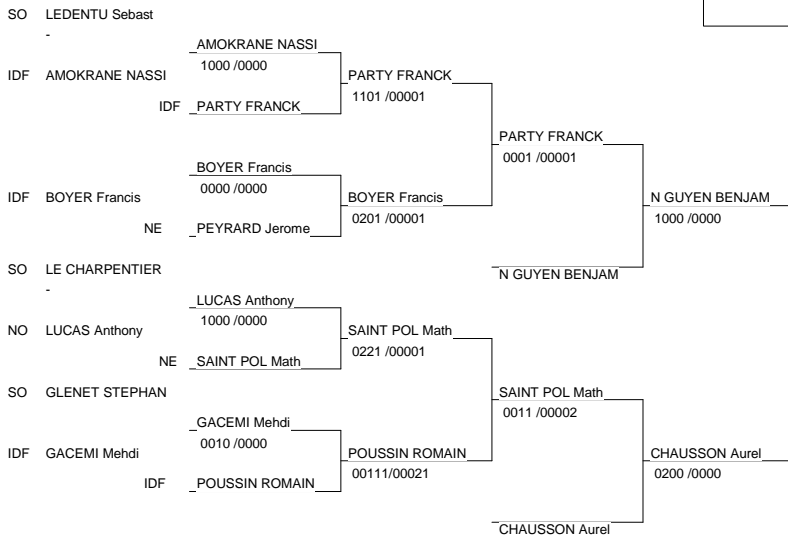 SO LEDENTU Sebast
-
AMOKRANE NASSI
1000 /0000
IDF AMOKRANE NASSI
PARTY FRANCK
1101 /00001
IDF PARTY FRANCK
PARTY FRANCK
0001 /00001
BOYER Francis
0000 /0000
IDF BOYER Francis
BOYER Francis
0201 /00001
N GUYEN BENJAM
1000 /0000
NE PEYRARD Jerome
SO LE CHARPENTIER
-
N GUYEN BENJAM
LUCAS Anthony
1000 /0000
NO LUCAS Anthony
SAINT POL Math
0221 /00001
NE SAINT POL Math
SO GLENET STEPHAN
SAINT POL Math
0011 /00002
GACEMI Mehdi
0010 /0000
IDF GACEMI Mehdi
POUSSIN ROMAIN
00111/00021
CHAUSSON Aurel
0200 /0000
IDF POUSSIN ROMAIN
CHAUSSON Aurel